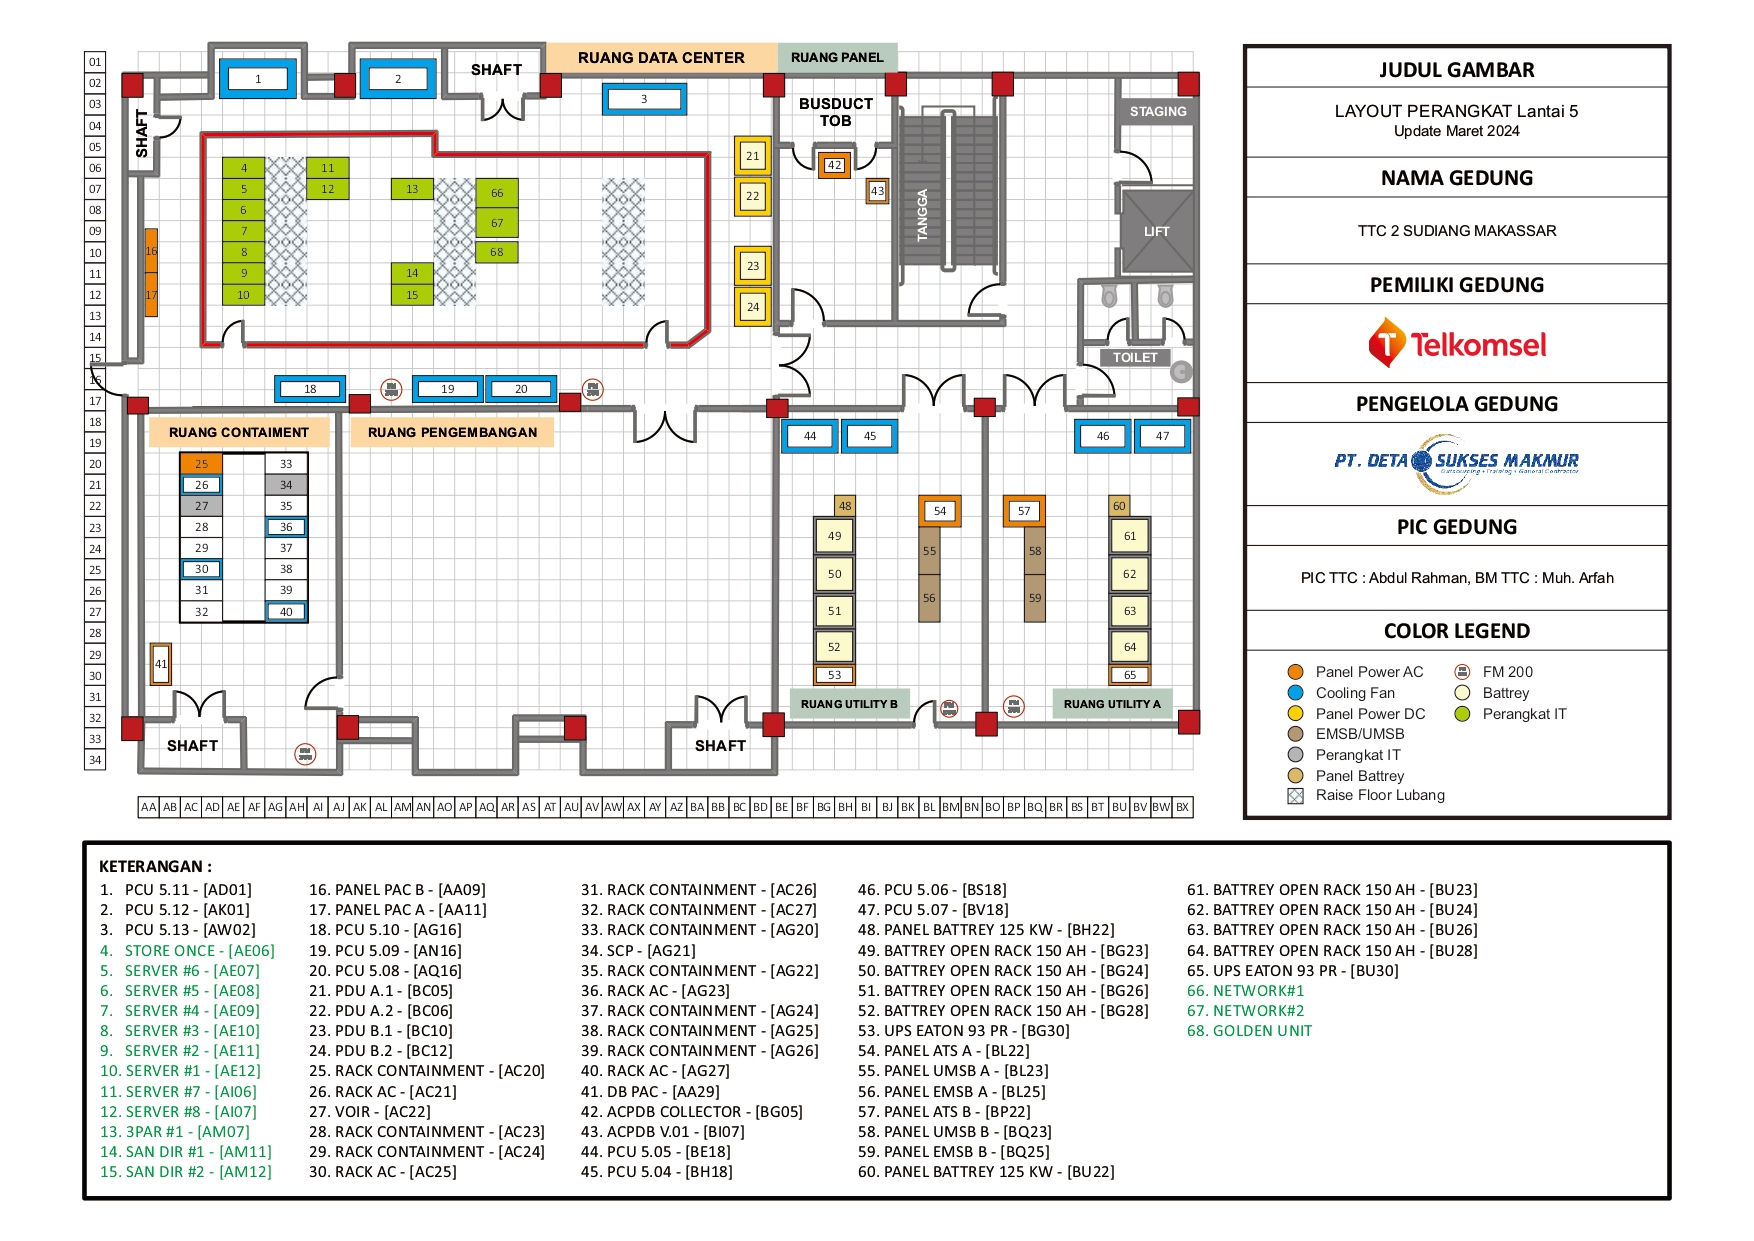 RUANG DATA CENTER
RUANG PANEL
SHAFT
SHAFT
BUSDUCT
TOB
TANGGA
STAGING
LIFT
TOILET
RUANG CONTAIMENT
RUANG PENGEMBANGAN
RUANG UTILITY B
RUANG UTILITY A
SHAFT
SHAFT
01
02
03
04
05
06
07
08
09
10
11
12
13
14
15
16
17
18
19
20
21
22
23
24
25
26
27
28
29
30
31
32
33
34
1
2
3
4
5
6
7
8
9
10
11
12
13
14
15
16
17
18
19
20
21
22
23
24
25
26
27
28
29
30
31
32
33
34
35
36
37
38
39
40
41
42
43
44
45
46
47
48
49
50
51
52
53
54
55
56
57
58
59
60
61
62
63
64
65
66
67
68
AA AB AC AD AE AF AG AH AI AJ AK AL AM AN AO AP AQ AR AS AT AU AV AW AX AY AZ BA BB BC BD BE BF BG BH BI BJ BK BL BM BN BO BP BQ BR BS BT BU BV BW BX
JUDUL GAMBAR
LAYOUT PERANGKAT Lantai 5
Update Maret 2024
NAMA GEDUNG
TTC 2 SUDIANG MAKASSAR
PEMILIKI GEDUNG
Telkomsel
PENGELOLA GEDUNG
PT. DETA SUKSES MAKMUR
Outsourcing • Training • General Contractor
PIC GEDUNG
PIC TTC : Abdul Rahman, BM TTC : Muh. Arfah
COLOR LEGEND
Panel Power AC
Cooling Fan
Panel Power DC
EMSB/UMSB
Perangkat IT
Panel Battrey
Raise Floor Lubang
FM 200
Battrey
Perangkat IT
KETERANGAN :
1. PCU 5.11 - [AD01]
2. PCU 5.12 - [AK01]
3. PCU 5.13 - [AW02]
4. STORE ONCE - [AE06]
5. SERVER #6 - [AE07]
6. SERVER #5 - [AE08]
7. SERVER #4 - [AE09]
8. SERVER #3 - [AE10]
9. SERVER #2 - [AE11]
10. SERVER #1 - [AE12]
11. SERVER #7 - [AI06]
12. SERVER #8 - [AI07]
13. 3PAR #1 - [AM07]
14. SAN DIR #1 - [AM11]
15. SAN DIR #2 - [AM12]
16. PANEL PAC B - [AA09]
17. PANEL PAC A - [AA11]
18. PCU 5.10 - [AG16]
19. PCU 5.09 - [AN16]
20. PCU 5.08 - [AQ16]
21. PDU A.1 - [BC05]
22. PDU A.2 - [BC06]
23. PDU B.1 - [BC10]
24. PDU B.2 - [BC12]
25. RACK CONTAINMENT - [AC20]
26. RACK AC - [AC21]
27. VOIR - [AC22]
28. RACK CONTAINMENT - [AC23]
29. RACK CONTAINMENT - [AC24]
30. RACK AC - [AC25]
31. RACK CONTAINMENT - [AC26]
32. RACK CONTAINMENT - [AC27]
33. RACK CONTAINMENT - [AG20]
34. SCP - [AG21]
35. RACK CONTAINMENT - [AG22]
36. RACK AC - [AG23]
37. RACK CONTAINMENT - [AG24]
38. RACK CONTAINMENT - [AG25]
39. RACK CONTAINMENT - [AG26]
40. RACK AC - [AG27]
41. DB PAC - [AA29]
42. ACPDB COLLECTOR - [BG05]
43. ACPDB V.01 - [BI07]
44. PCU 5.05 - [BE18]
45. PCU 5.04 - [BH18]
46. PCU 5.06 - [BS18]
47. PCU 5.07 - [BV18]
48. PANEL BATTREY 125 KW - [BH22]
49. BATTREY OPEN RACK 150 AH - [BG23]
50. BATTREY OPEN RACK 150 AH - [BG24]
51. BATTREY OPEN RACK 150 AH - [BG26]
52. BATTREY OPEN RACK 150 AH - [BG28]
53. UPS EATON 93 PR - [BG30]
54. PANEL ATS A - [BL22]
55. PANEL UMSB A - [BL23]
56. PANEL EMSB A - [BL25]
57. PANEL ATS B - [BP22]
58. PANEL UMSB B - [BQ23]
59. PANEL EMSB B - [BQ25]
60. PANEL BATTREY 125 KW - [BU22]
61. BATTREY OPEN RACK 150 AH - [BU23]
62. BATTREY OPEN RACK 150 AH - [BU24]
63. BATTREY OPEN RACK 150 AH - [BU26]
64. BATTREY OPEN RACK 150 AH - [BU28]
65. UPS EATON 93 PR - [BU30]
66. NETWORK#1
67. NETWORK#2
68. GOLDEN UNIT